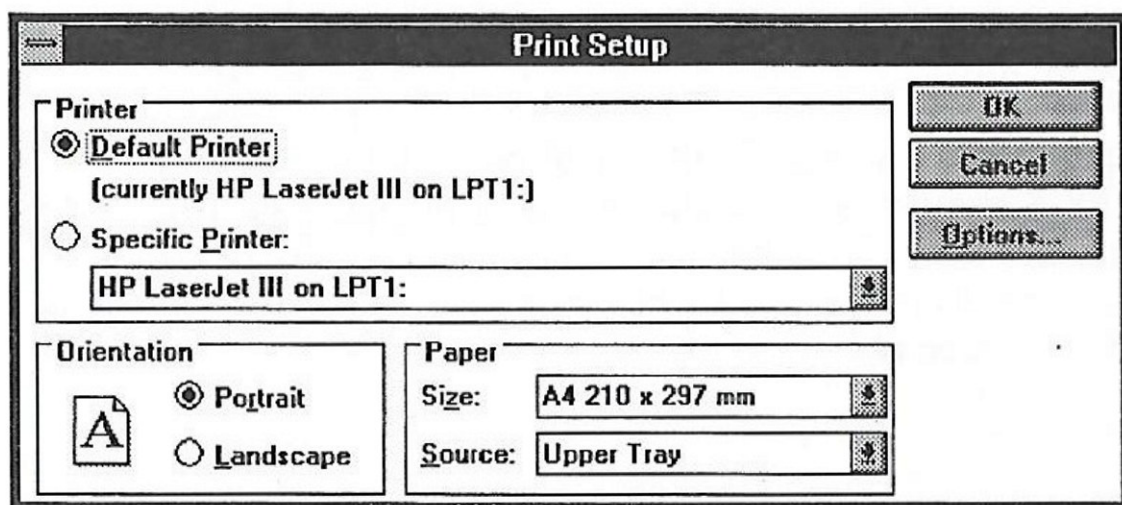 Print Setup
Printer
Default Printer
(currently HP LaserJet III on LPT1:)
Specific Printer:
HP LaserJet III on LPT1:
OK
Cancel
Options...
Orientation
A
Portrait
Landscape
Paper
Size: A4 210 x 297 mm
Source: Upper Tray